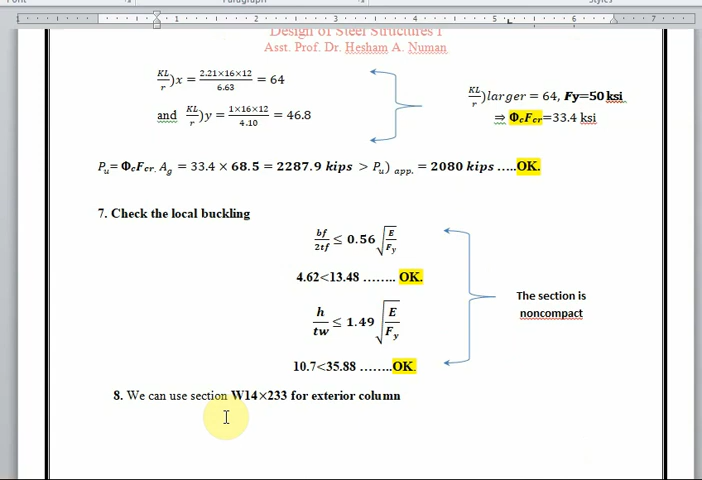 Design of Steel Structures I
Asst. Prof. Dr. Hesham A. Numan
KL/r)x = 2.21×16×12/6.63 = 64
and KL/r)y = 1×16×12/4.10 = 46.8
KL/r)larger = 64, Fy=50 ksi
⇒ ΦcFcr=33.4 ksi
Pu= ΦcFcr. Ag = 33.4 × 68.5 = 2287.9 kips > Pu) app. = 2080 kips …..OK.
7. Check the local buckling
bf/2tf ≤ 0.56 √E/Fy
4.62<13.48 …….. OK.
h/tw ≤ 1.49 √E/Fy
10.7<35.88 …….OK.
The section is
noncompact
8. We can use section W14×233 for exterior column